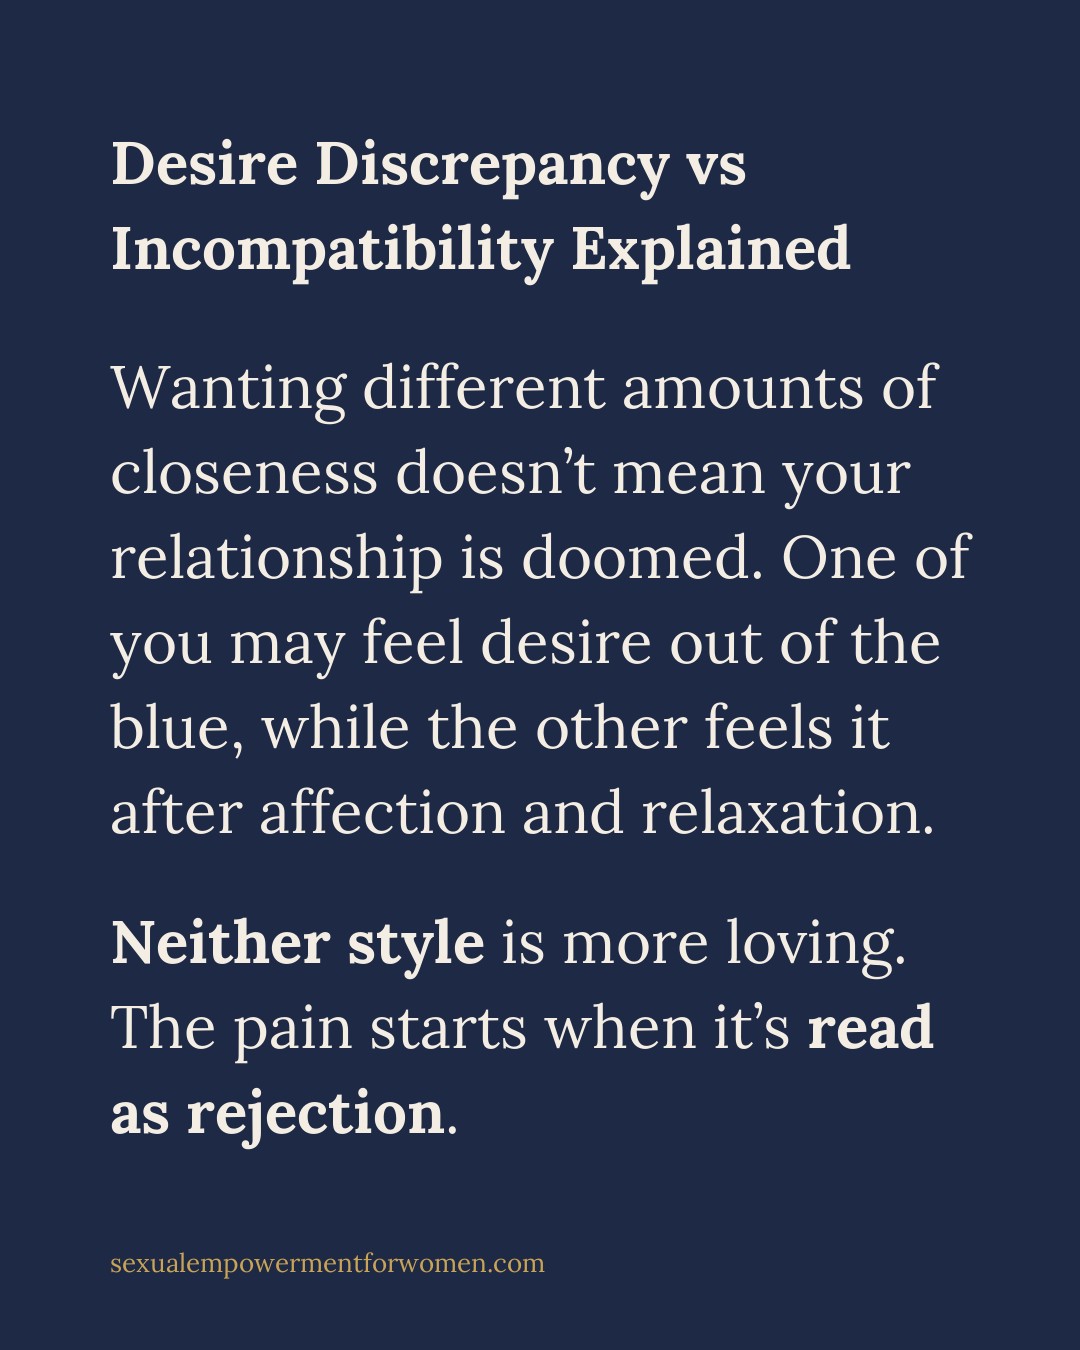 Desire Discrepancy vs
Incompatibility Explained
Wanting different amounts of
closeness doesn’t mean your
relationship is doomed. One of
you may feel desire out of the
blue, while the other feels it
after affection and relaxation.
Neither style is more loving.
The pain starts when it’s read
as rejection.
sexualempowermentforwomen.com